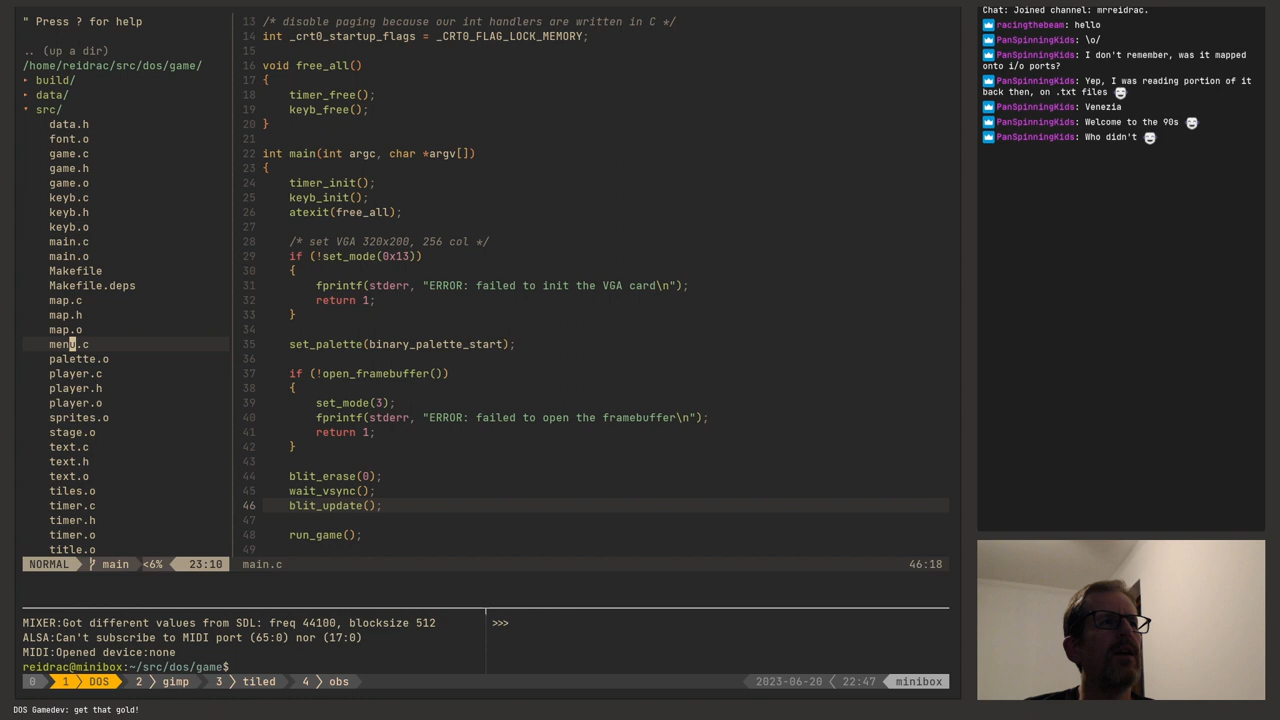 " Press ? for help
.. (up a dir)
/home/reidrac/src/dos/game/
▸ build/
▸ data/
▾ src/
data.h
font.o
game.c
game.h
game.o
keyb.c
keyb.h
keyb.o
main.c
main.o
Makefile
Makefile.deps
map.c
map.h
map.o
menu.c
palette.o
player.c
player.h
player.o
sprites.o
stage.o
text.c
text.h
text.o
tiles.o
timer.c
timer.h
timer.o
title.o
NORMAL main <6% 23:10
13 /* disable paging because our int handlers are written in C */
14 int _crt0_startup_flags = _CRT0_FLAG_LOCK_MEMORY;
15
16 void free_all()
17 {
18 timer_free();
19 keyb_free();
20 }
21
22 int main(int argc, char *argv[])
23 {
24 timer_init();
25 keyb_init();
26 atexit(free_all);
27
28 /* set VGA 320x200, 256 col */
29 if (!set_mode(0x13))
30 {
31 fprintf(stderr, "ERROR: failed to init the VGA card\n");
32 return 1;
33 }
34
35 set_palette(binary_palette_start);
36
37 if (!open_framebuffer())
38 {
39 set_mode(3);
40 fprintf(stderr, "ERROR: failed to open the framebuffer\n");
41 return 1;
42 }
43
44 blit_erase(0);
45 wait_vsync();
46 blit_update();
47
48 run_game();
49
main.c 46:18
MIXER:Got different values from SDL: freq 44100, blocksize 512
ALSA:Can't subscribe to MIDI port (65:0) nor (17:0)
MIDI:Opened device:none
reidrac@minibox:~/src/dos/game$
>>>
0 1 DOS 2 gimp 3 tiled 4 obs 2023-06-20 22:47 minibox
DOS Gamedev: get that gold!
Chat: Joined channel: mrreidrac.
racingthebeam: hello
PanSpinningKids: \o/
PanSpinningKids: I don't remember, was it mapped
onto i/o ports?
PanSpinningKids: Yep, I was reading portion of it
back then, on .txt files
PanSpinningKids: Venezia
PanSpinningKids: Welcome to the 90s
PanSpinningKids: Who didn't